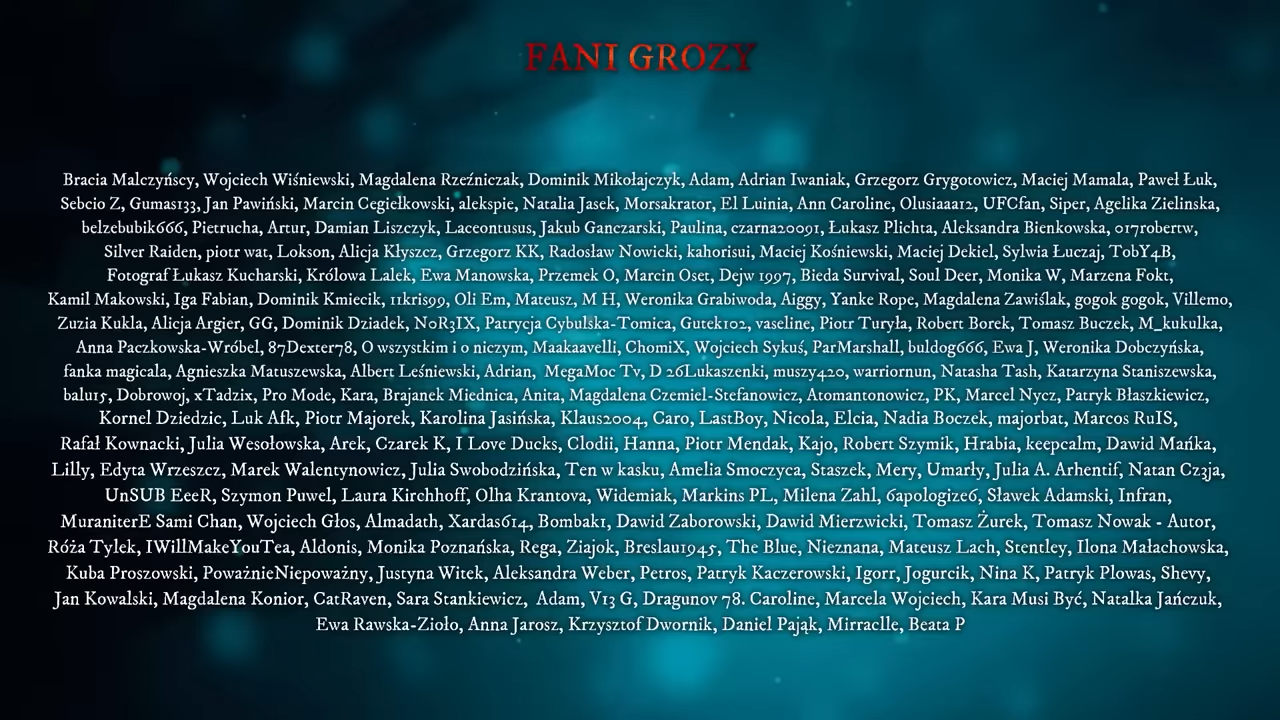 FANI GROZY
Bracia Malczyńscy, Wojciech Wiśniewski, Magdalena Rzeźniczak, Dominik Mikołajczyk, Adam, Adrian Iwaniak, Grzegorz Grygotowicz, Maciej Mamala, Paweł Łuk,
Sebcio Z, Gumas133, Jan Pawiński, Marcin Cegiełkowski, alekspie, Natalia Jasek, Morsakrator, El Luinia, Ann Caroline, Olusiaaa12, UFCfan, Siper, Agelika Zielinska,
belzebubik666, Pietrucha, Artur, Damian Liszczyk, Laceontusus, Jakub Ganczarski, Paulina, czarna20091, Łukasz Plichta, Aleksandra Bienkowska, 017robertw,
Silver Raiden, piotr wat, Lokson, Alicja Kłyszcz, Grzegorz KK, Radosław Nowicki, kahorisui, Maciej Kośniewski, Maciej Dekiel, Sylwia Łuczaj, TobY4B,
Fotograf Łukasz Kucharski, Królowa Lalek, Ewa Manowska, Przemek O, Marcin Oset, Dejw 1997, Bieda Survival, Soul Deer, Monika W, Marzena Fokt,
Kamil Makowski, Iga Fabian, Dominik Kmiecik, 11kris99, Oli Em, Mateusz, M H, Weronika Grabiwoda, Aiggy, Yanke Rope, Magdalena Zawiślak, gogok gogok, Villemo,
Zuzia Kukla, Alicja Argier, GG, Dominik Dziadek, N0R3IX, Patrycja Cybulska-Tomica, Gutek102, vaseline, Piotr Turyła, Robert Borek, Tomasz Buczek, M_kukulka,
Anna Paczkowska-Wróbel, 87Dexter78, O wszystkim i o niczym, Maakaavelli, ChomiX, Wojciech Sykuś, ParMarshall, buldog666, Ewa J, Weronika Dobczyńska,
fanka magicala, Agnieszka Matuszewska, Albert Leśniewski, Adrian, MegaMoc Tv, D 26Lukaszenki, muszy420, warriornun, Natasha Tash, Katarzyna Staniszewska,
balu15, Dobrowoj, xTadzix, Pro Mode, Kara, Brajanek Miednica, Anita, Magdalena Czemiel-Stefanowicz, Atomantonowicz, PK, Marcel Nycz, Patryk Błaszkiewicz,
Kornel Dziedzic, Luk Afk, Piotr Majorek, Karolina Jasińska, Klaus2004, Caro, LastBoy, Nicola, Elcia, Nadia Boczek, majorbat, Marcos RuIS,
Rafał Kownacki, Julia Wesołowska, Arek, Czarek K, I Love Ducks, Clodii, Hanna, Piotr Mendak, Kajo, Robert Szymik, Hrabia, keepcalm, Dawid Mańka,
Lilly, Edyta Wrzeszcz, Marek Walentynowicz, Julia Swobodzińska, Ten w kasku, Amelia Smoczyca, Staszek, Mery, Umarły, Julia A. Arhentif, Natan Cz3ja,
UnSUB EeeR, Szymon Puwel, Laura Kirchhoff, Olha Krantova, Widemiak, Markins PL, Milena Zahl, 6apologize6, Sławek Adamski, Infran,
MuraniterE Sami Chan, Wojciech Głos, Almadath, Xardas614, Bombak1, Dawid Zaborowski, Dawid Mierzwicki, Tomasz Żurek, Tomasz Nowak - Autor,
Róża Tylek, IWillMakeYouTea, Aldonis, Monika Poznańska, Rega, Ziajok, Breslau1945, The Blue, Nieznana, Mateusz Lach, Stentley, Ilona Małachowska,
Kuba Proszowski, PoważnieNiepoważny, Justyna Witek, Aleksandra Weber, Petros, Patryk Kaczerowski, Igorr, Jogurcik, Nina K, Patryk Plowas, Shevy,
Jan Kowalski, Magdalena Konior, CatRaven, Sara Stankiewicz, Adam, V13 G, Dragunov 78. Caroline, Marcela Wojciech, Kara Musi Być, Natalka Jańczuk,
Ewa Rawska-Zioło, Anna Jarosz, Krzysztof Dwornik, Daniel Pająk, Mirraclle, Beata P